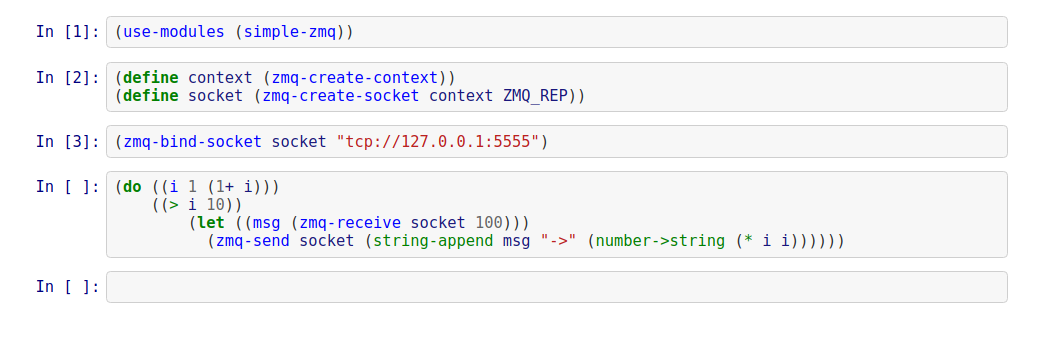 In [1]: (use-modules (simple-zmq))
In [2]: (define context (zmq-create-context))
(define socket (zmq-create-socket context ZMQ_REP))
In [3]: (zmq-bind-socket socket "tcp://127.0.0.1:5555")
In [ ]: (do ((i 1 (1+ i)))
((> i 10))
(let ((msg (zmq-receive socket 100)))
(zmq-send socket (string-append msg "->" (number->string (* i i))))))
In [ ]: